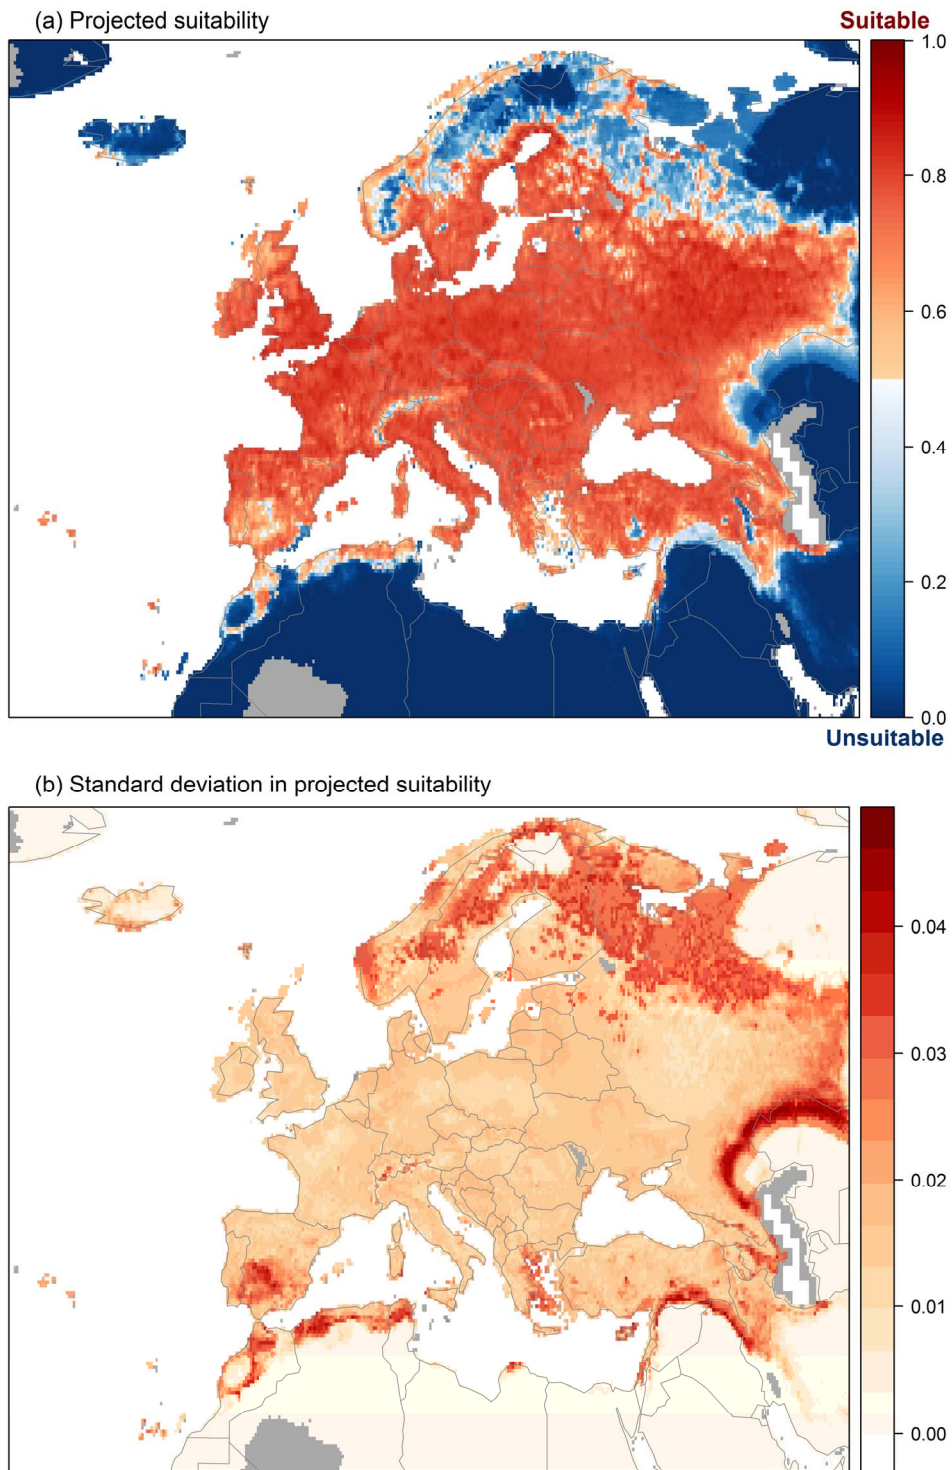 (a) Projected suitability
Suitable
1.0
0.8
0.6
0.4
0.2
0.0
Unsuitable
(b) Standard deviation in projected suitability
0.04
0.03
0.02
0.01
0.00